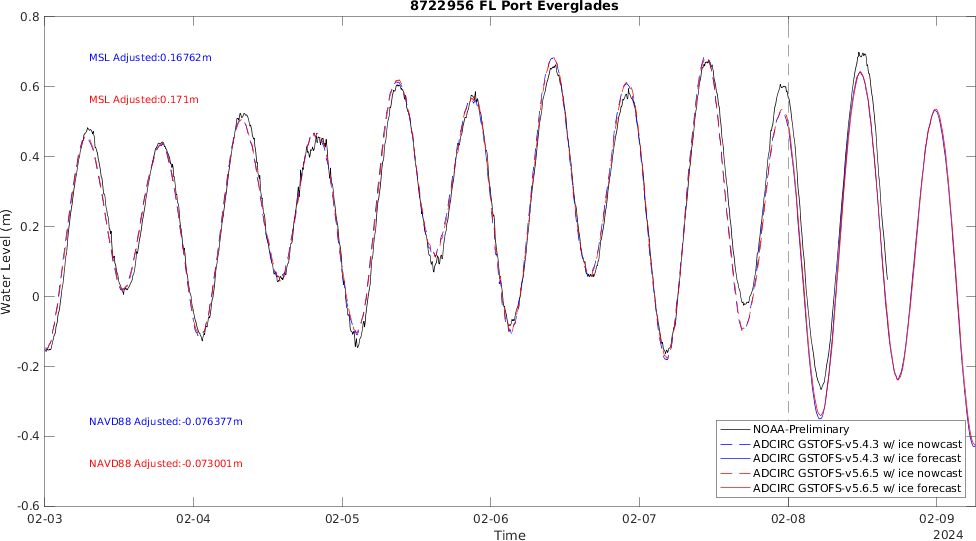 8722956 FL Port Everglades
0.8
MSL Adjusted:0.16762m
0.6
MSL Adjusted:0.171m
0.4
0.2
Water Level (m)
0
-0.2
NAVD88 Adjusted:-0.076377m
NOAA-Preliminary
-0.4
ADCIRC GSTOFS-v5.4.3 w/ ice nowcast
ADCIRC GSTOFS-v5.4.3 w/ ice forecast
NAVD88 Adjusted:-0.073001m
ADCIRC GSTOFS-v5.6.5 w/ ice nowcast
ADCIRC GSTOFS-v5.6.5 w/ ice forecast
-0.6
02-03 02-04 02-05 02-06 02-07 02-08 02-09
Time
2024